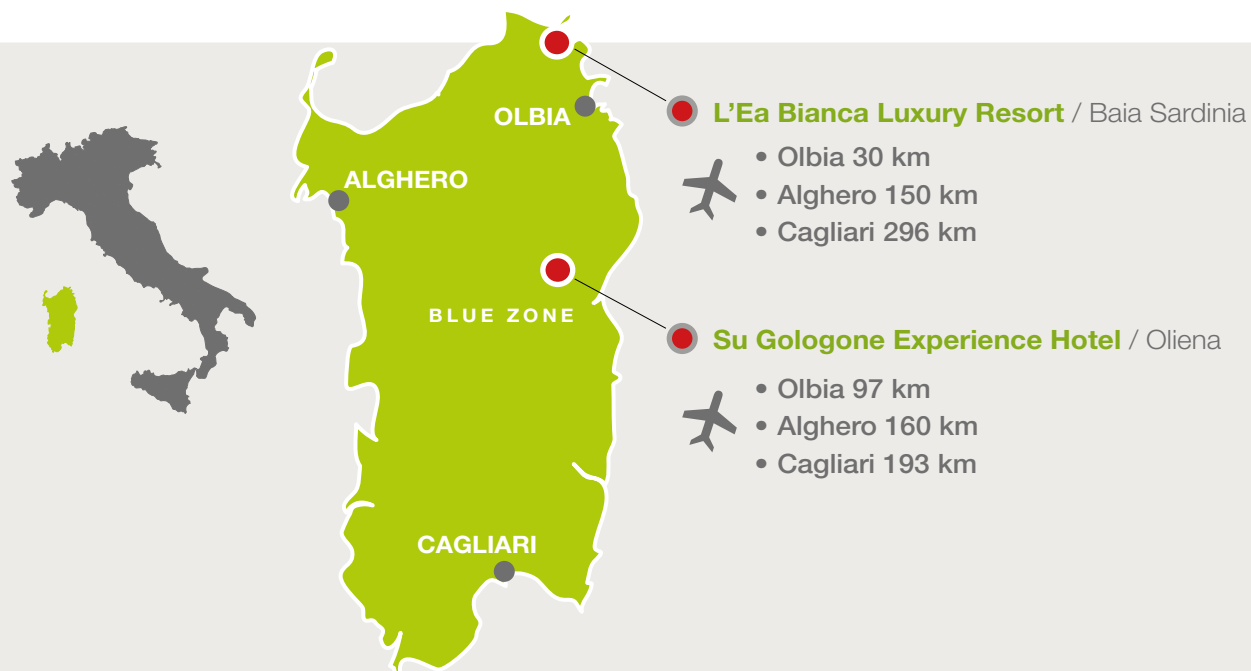 OLBIA
ALGHERO
BLUE ZONE
CAGLIARI
L’Ea Bianca Luxury Resort / Baia Sardinia
• Olbia 30 km
• Alghero 150 km
• Cagliari 296 km
Su Gologone Experience Hotel / Oliena
• Olbia 97 km
• Alghero 160 km
• Cagliari 193 km